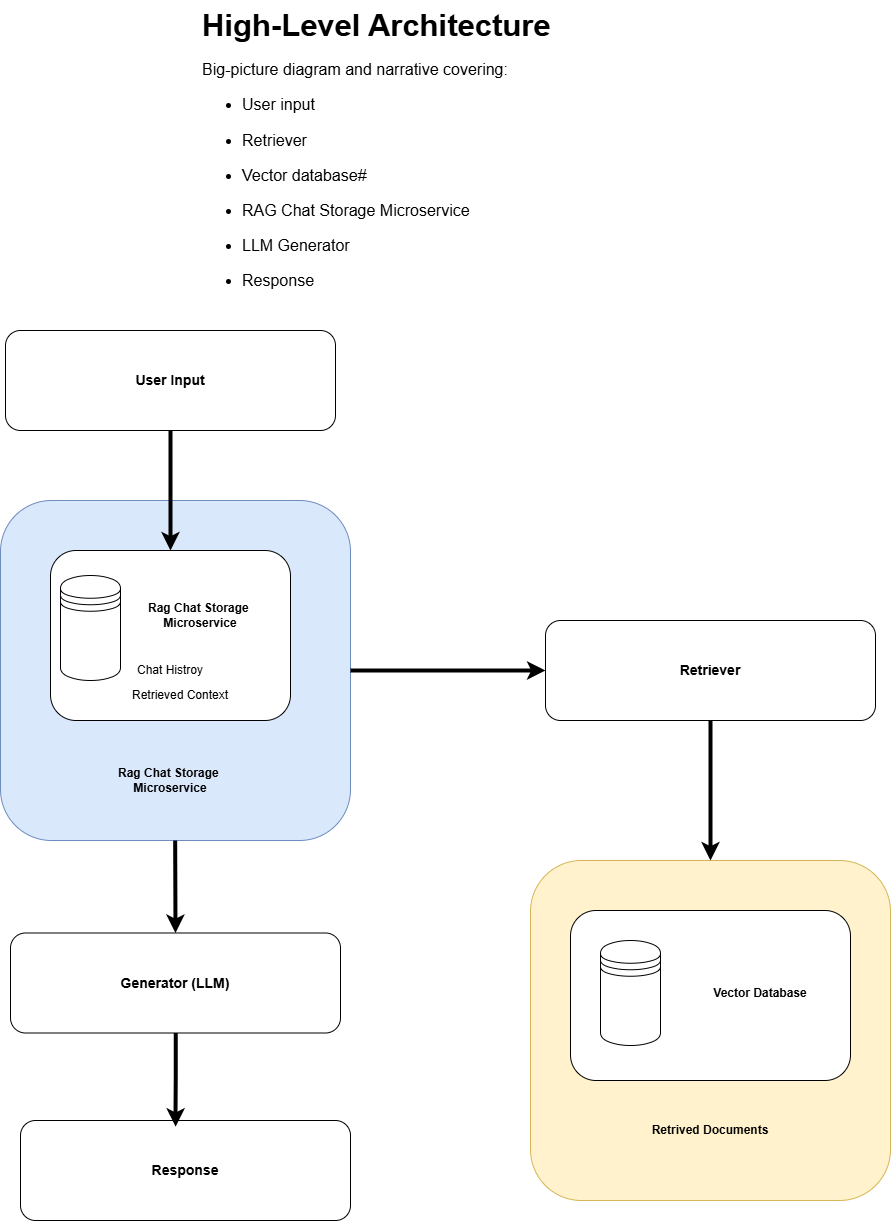 High-Level Architecture
Big-picture diagram and narrative covering:
• User input
• Retriever
• Vector database#
• RAG Chat Storage Microservice
• LLM Generator
• Response
User Input
Rag Chat Storage
Microservice
Chat Histroy
Retrieved Context
Rag Chat Storage
Microservice
Retriever
Generator (LLM)
Vector Database
Retrived Documents
Response